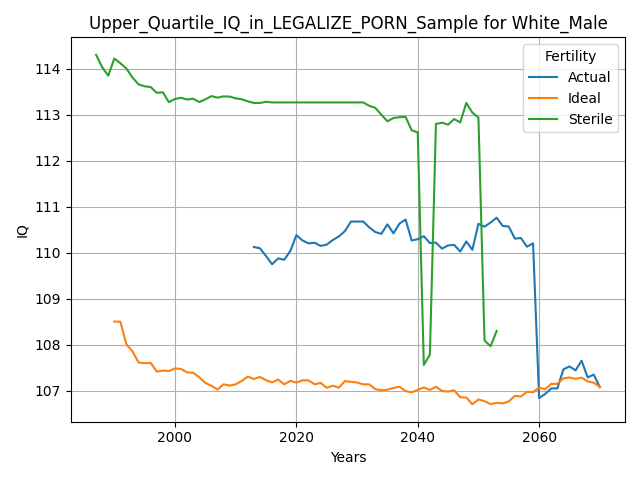 Upper_Quartile_IQ_in_LEGALIZE_PORN_Sample for White_Male
Fertility
Actual
Ideal
Sterile
IQ
114
113
112
111
110
109
108
107
2000
2020
2040
2060
Years